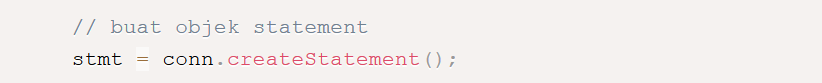 // buat objek statement
stmt = conn.createStatement();